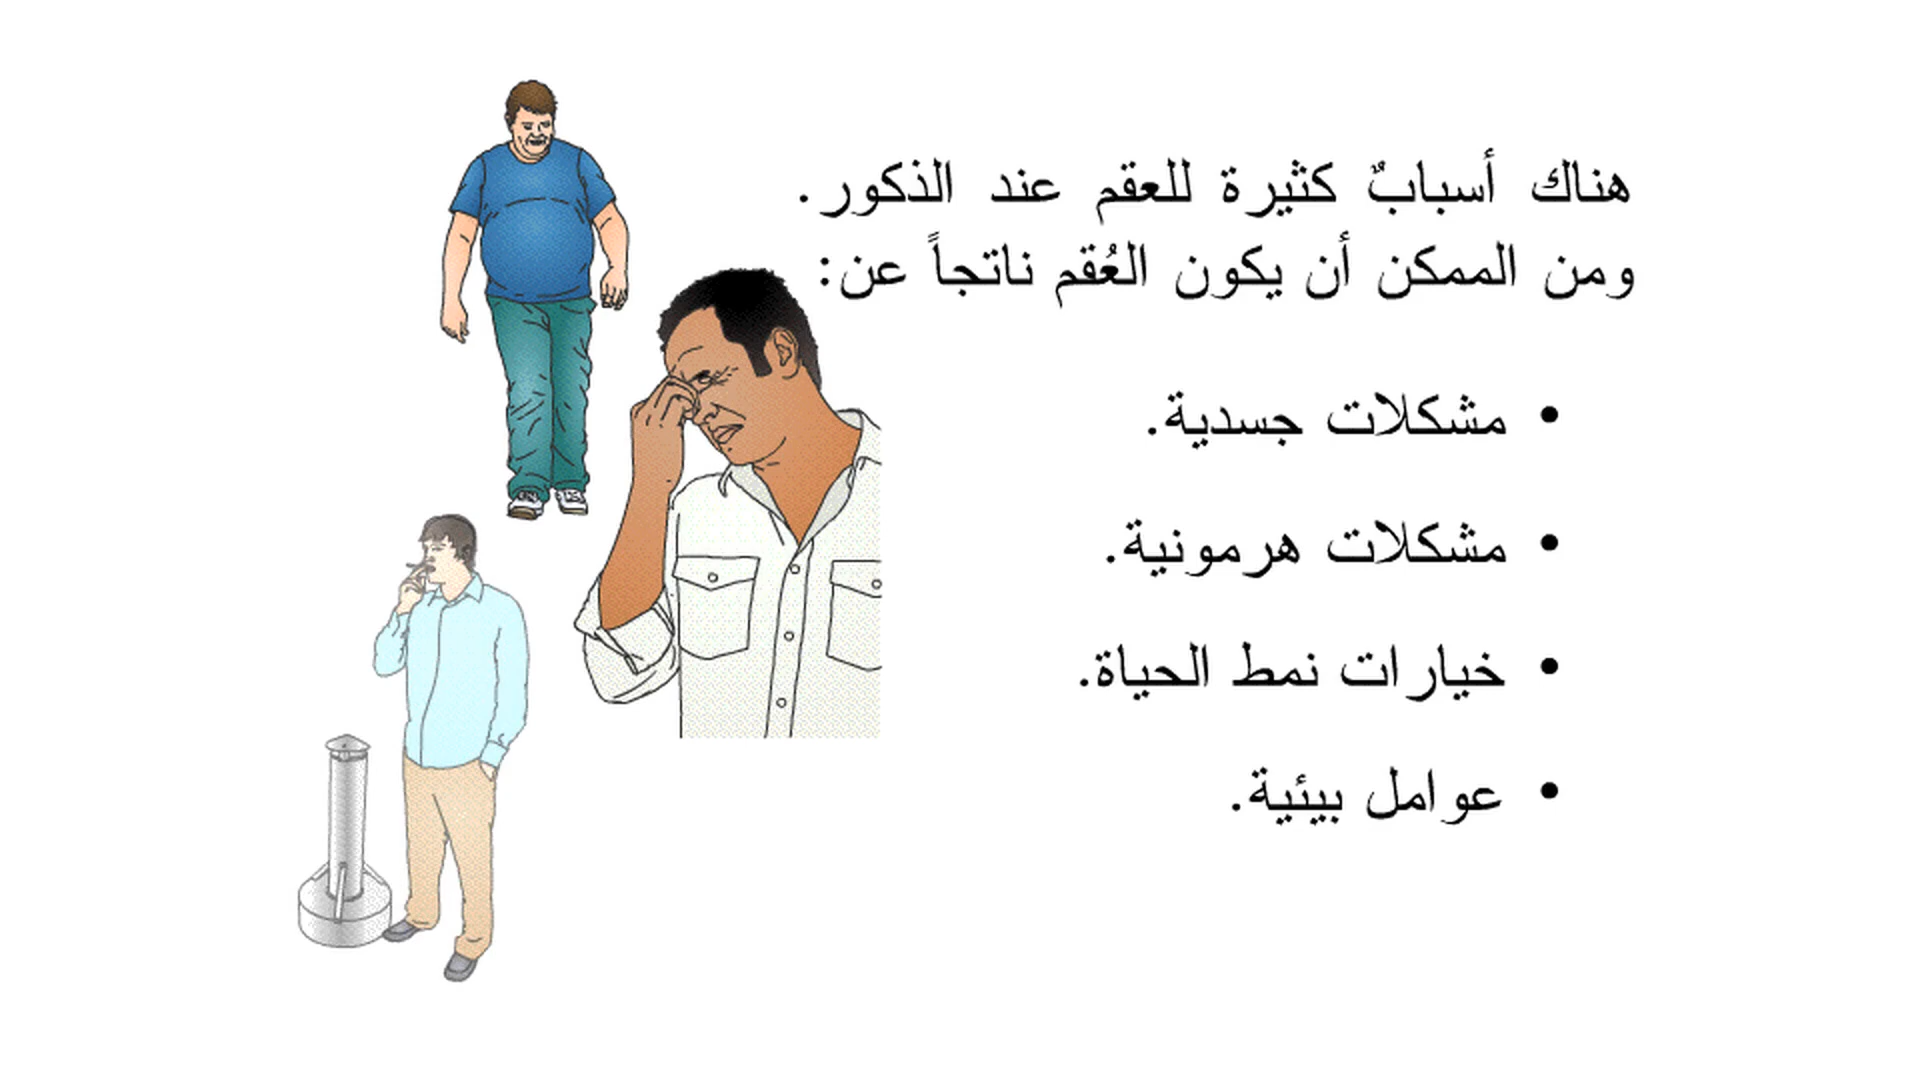 هناك أسبابٌ كثيرة للعقم عند الذكور.
ومن الممكن أن يكون العُقم ناتجاً عن:
• مشكلات جسدية.
• مشكلات هرمونية.
• خيارات نمط الحياة.
• عوامل بيئية.